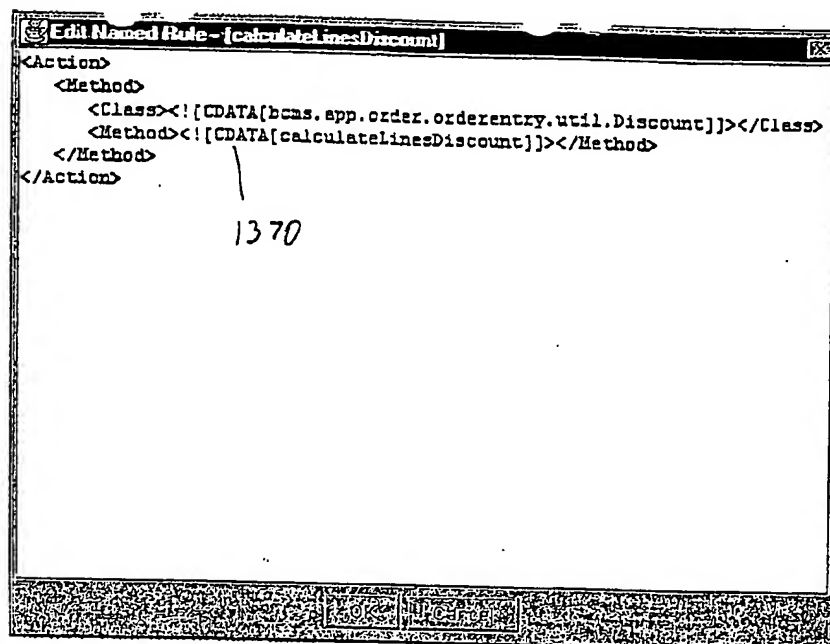 Edit Named Rule - [calculateLinesDiscount]
<Action>
<Method>
<Class><![CDATA[bcms.app.order.orderentry.util.Discount]]></Class>
<Method><![CDATA[calculateLinesDiscount]]></Method>
</Method>
</Action>
1370
OK